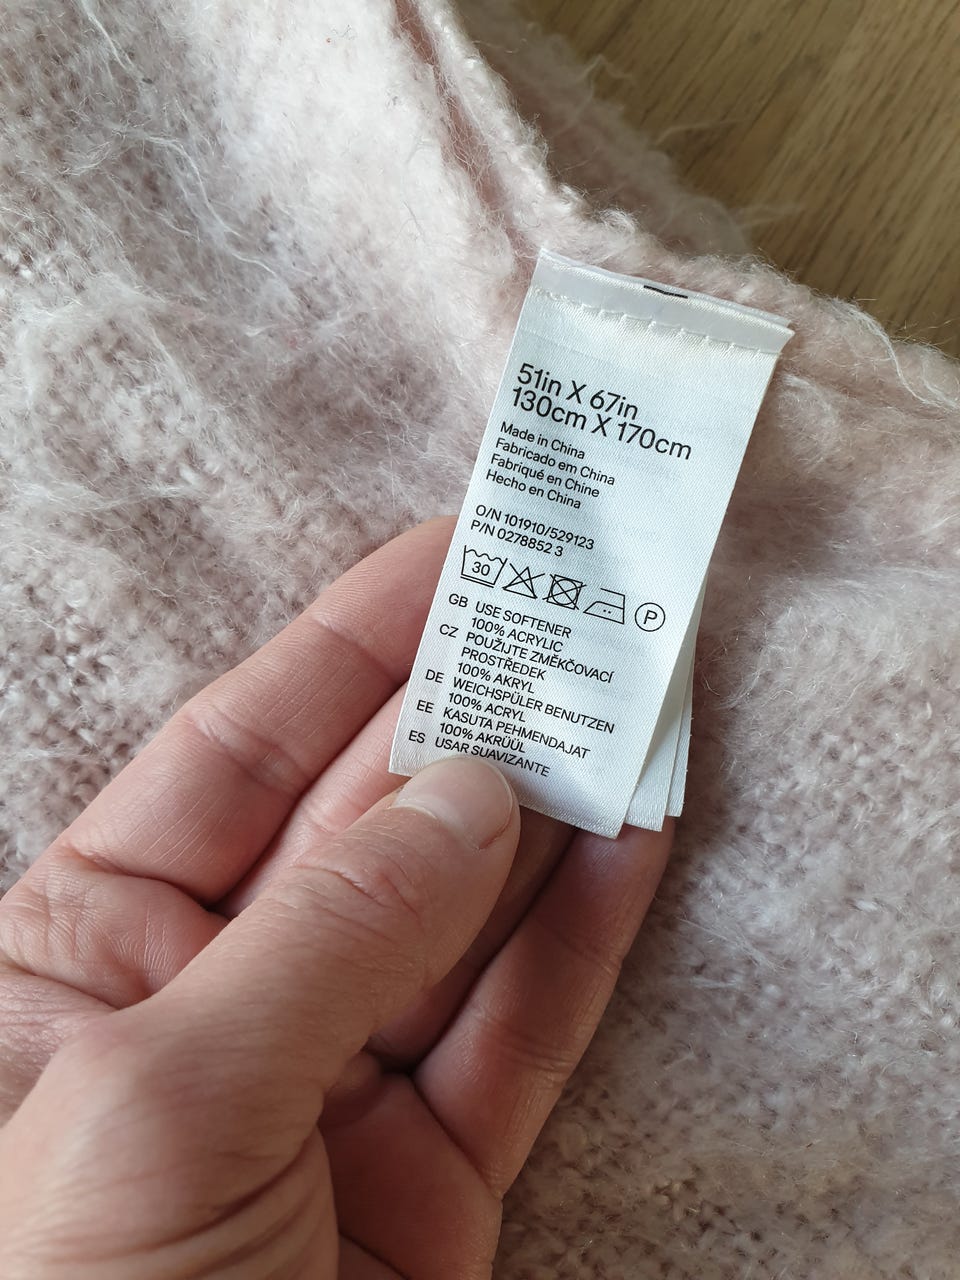 51in X 67in
130cm X 170cm
Made in China
Fabricado em China
Fabriqué en Chine
Hecho en China
O/N 101910/529123
P/N 0278852 3
30 P
GB USE SOFTENER
100% ACRYLIC
CZ POUŽIJTE ZMĚKČOVACÍ
PROSTŘEDEK
100% AKRYL
DE WEICHSPÜLER BENUTZEN
100% ACRYL
EE KASUTA PEHMENDAJAT
100% AKRÜÜL
ES USAR SUAVIZANTE